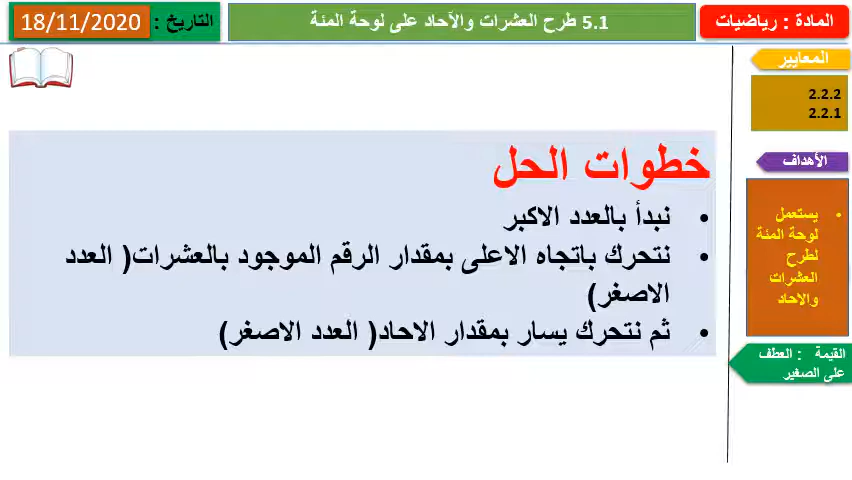 المادة : رياضيات
5.1 طرح العشرات والآحاد على لوحة المئة
التاريخ : 18/11/2020
المعايير
2.2.2
2.2.1
الأهداف
• يستعمل
لوحة المئة
لطرح
العشرات
والاحاد
القيمة : العطف
على الصغير
خطوات الحل
• نبدأ بالعدد الاكبر
• نتحرك باتجاه الاعلى بمقدار الرقم الموجود بالعشرات( العدد
الاصغر)
• ثم نتحرك يسار بمقدار الاحاد( العدد الاصغر)